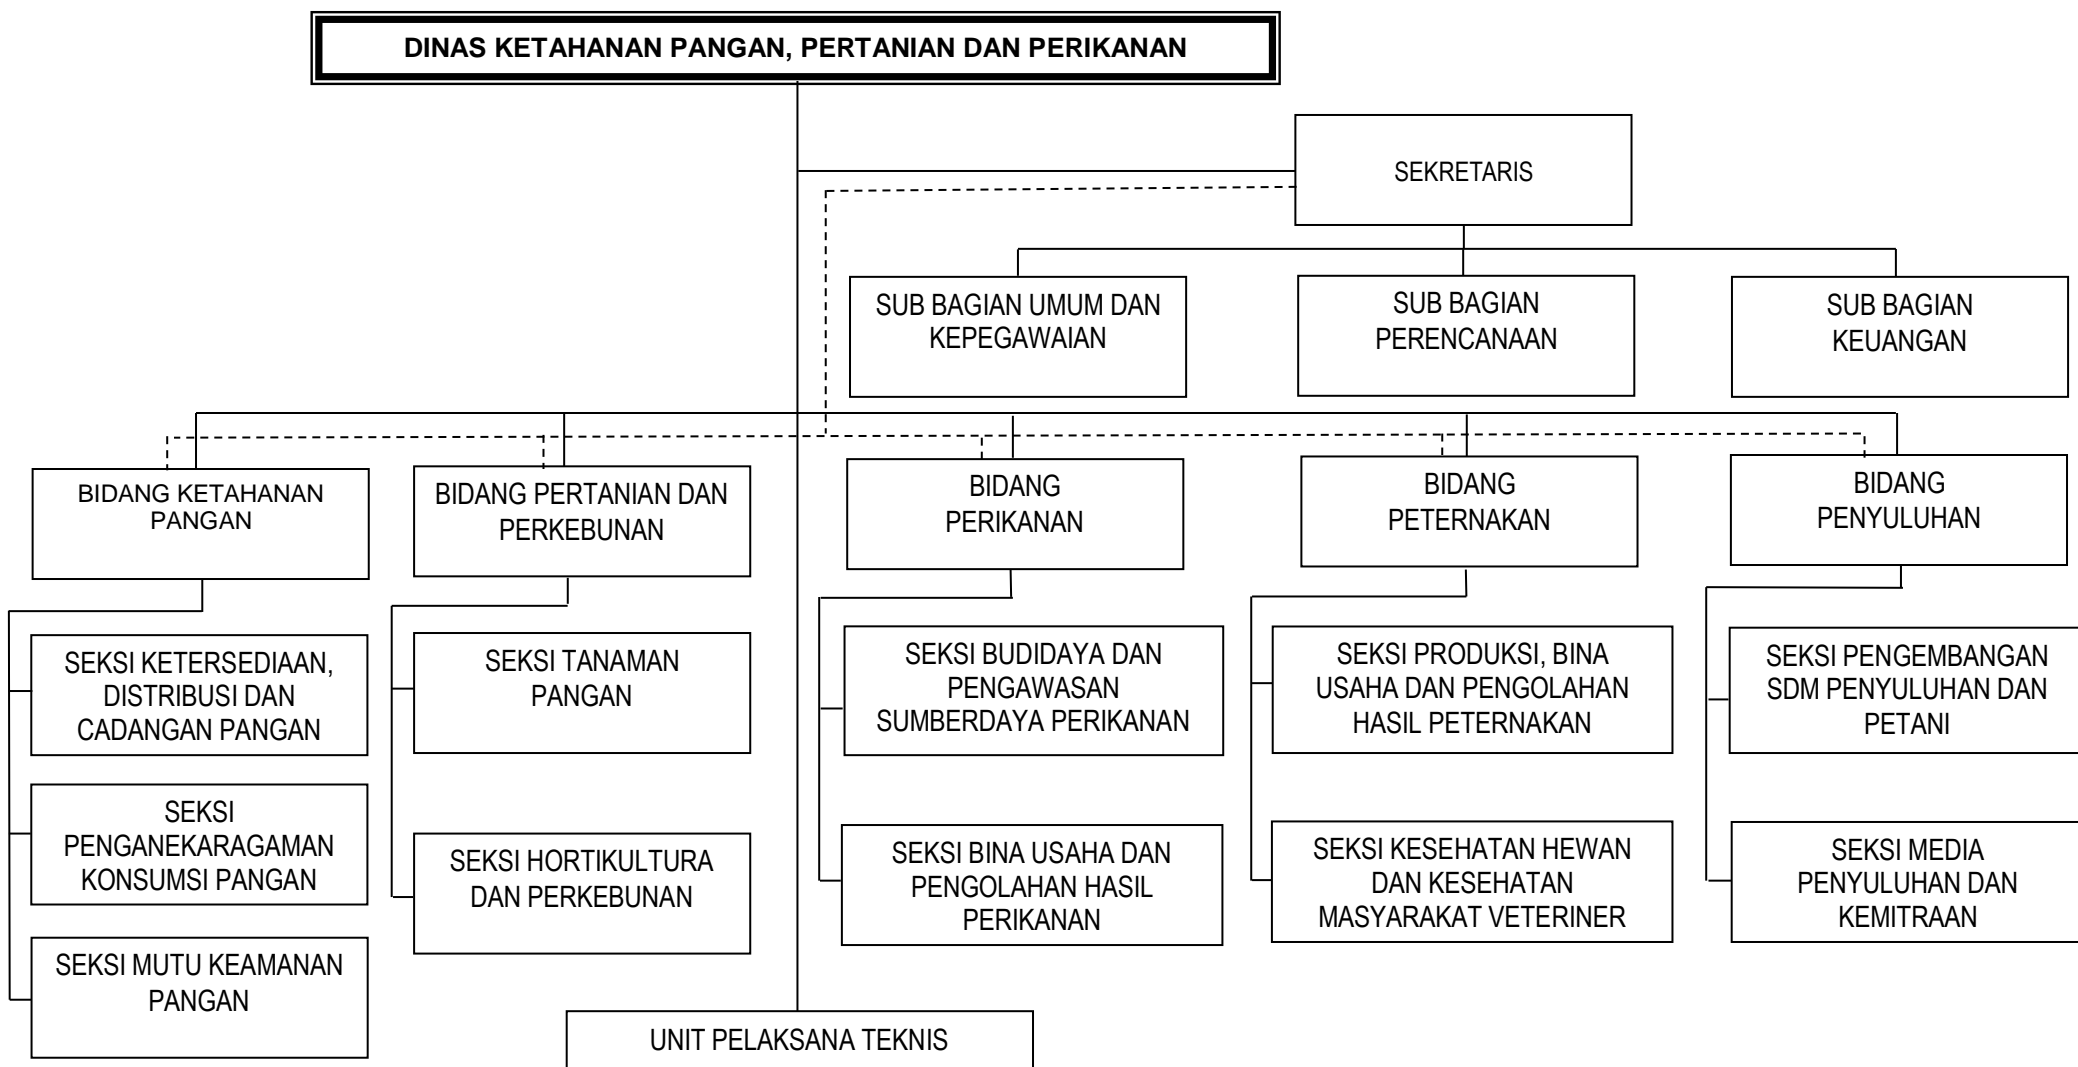 DINAS KETAHANAN PANGAN, PERTANIAN DAN PERIKANAN
SEKRETARIS
SUB BAGIAN UMUM DAN
KEPEGAWAIAN
SUB BAGIAN
PERENCANAAN
SUB BAGIAN
KEUANGAN
BIDANG KETAHANAN
PANGAN
BIDANG PERTANIAN DAN
PERKEBUNAN
BIDANG
PERIKANAN
BIDANG
PETERNAKAN
BIDANG
PENYULUHAN
SEKSI KETERSEDIAAN,
DISTRIBUSI DAN
CADANGAN PANGAN
SEKSI TANAMAN
PANGAN
SEKSI BUDIDAYA DAN
PENGAWASAN
SUMBERDAYA PERIKANAN
SEKSI PRODUKSI, BINA
USAHA DAN PENGOLAHAN
HASIL PETERNAKAN
SEKSI PENGEMBANGAN
SDM PENYULUHAN DAN
PETANI
SEKSI
PENGANEKARAGAMAN
KONSUMSI PANGAN
SEKSI HORTIKULTURA
DAN PERKEBUNAN
SEKSI BINA USAHA DAN
PENGOLAHAN HASIL
PERIKANAN
SEKSI KESEHATAN HEWAN
DAN KESEHATAN
MASYARAKAT VETERINER
SEKSI MEDIA
PENYULUHAN DAN
KEMITRAAN
SEKSI MUTU KEAMANAN
PANGAN
UNIT PELAKSANA TEKNIS